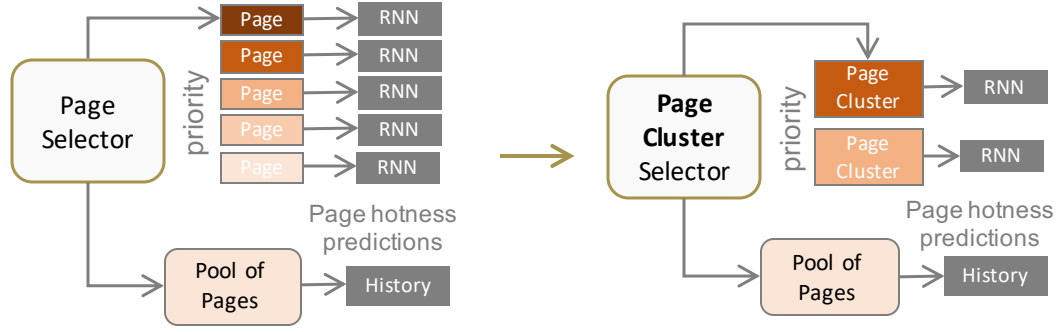 Page
Selector
priority
Page
RNN
Page
RNN
Page
RNN
Page
RNN
Page
RNN
Page hotness
predictions
Pool of
Pages
History
Page
Cluster
Selector
priority
Page
Cluster
RNN
Page
Cluster
RNN
Page hotness
predictions
Pool of
Pages
History